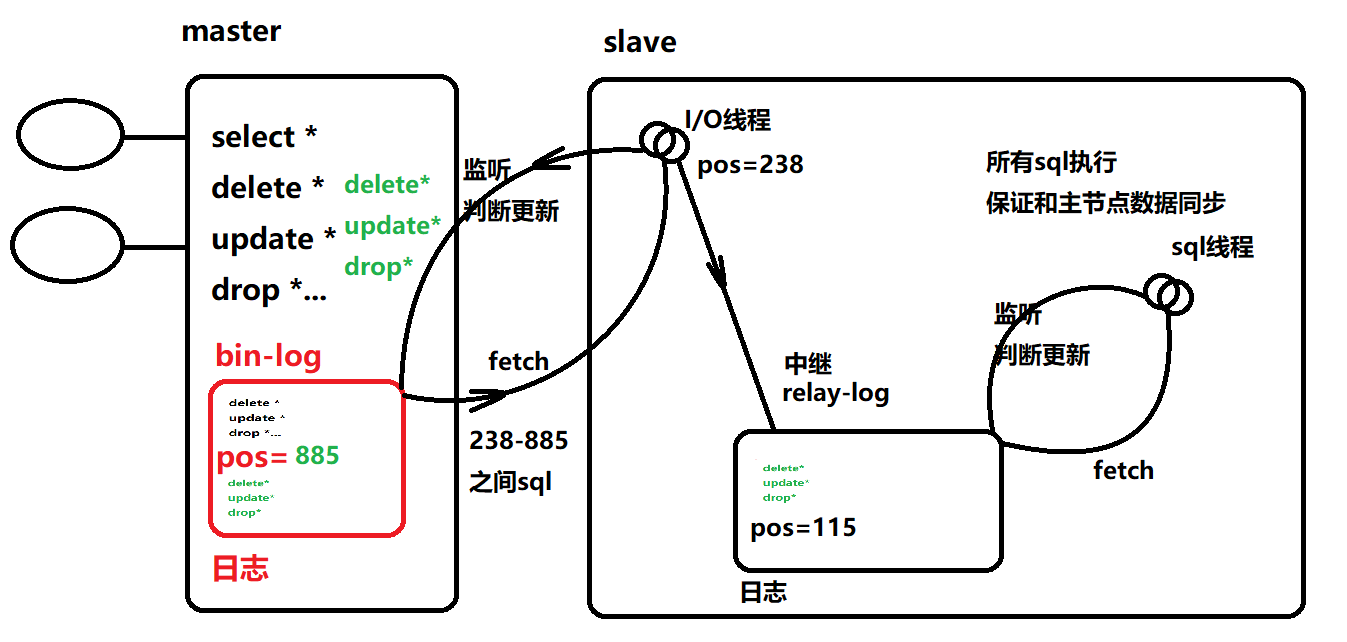 master
select *
delete *
update *
drop *...
delete*
update*
drop*
bin-log
delete *
update *
drop *...
pos= 885
delete*
update*
drop*
日志
监听
判断更新
fetch
238-885
之间sql
slave
I/O线程
pos=238
中继
relay-log
delete*
update*
drop*
pos=115
日志
所有sql执行
保证和主节点数据同步
sql线程
监听
判断更新
fetch